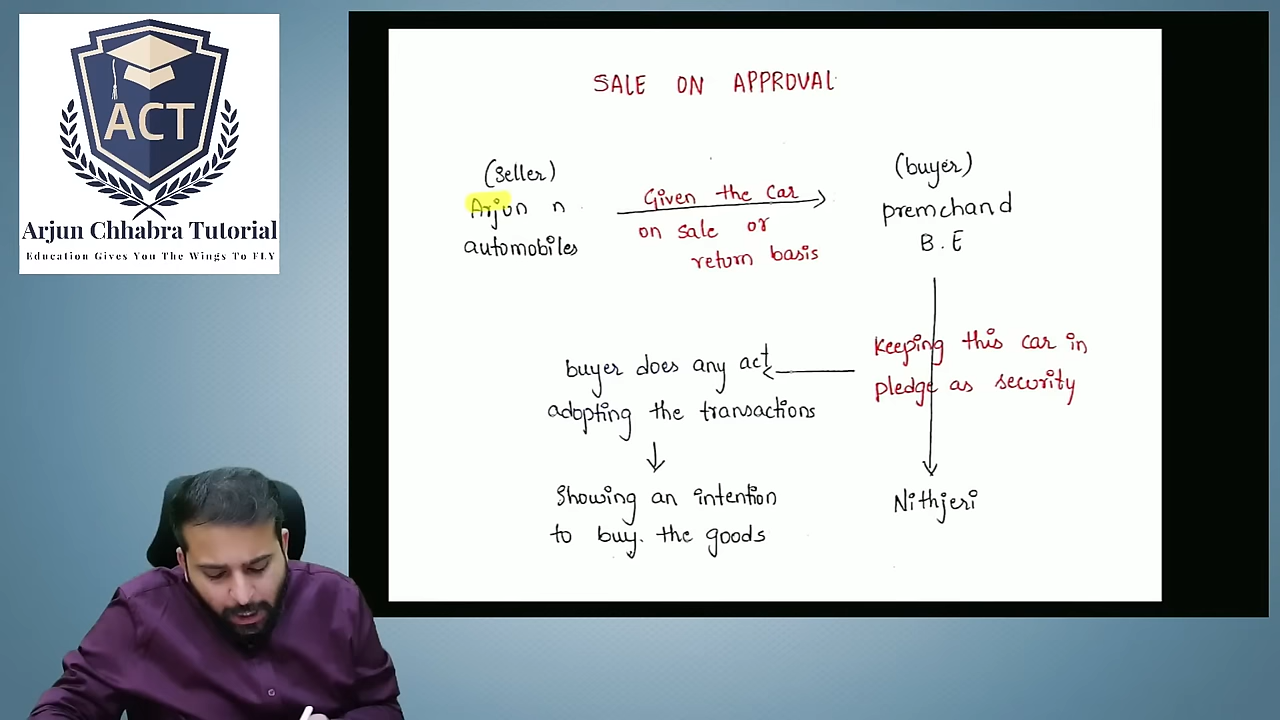 ACT
Arjun Chhabra Tutorial
Education Gives You The Wings To FLY
SALE ON APPROVAL
(Seller)
Arjun n
automobiles
Given the car
on sale or
return basis
(buyer)
premchand
B.E
Keeping this car in
pledge as security
buyer does any act
adopting the transactions
Showing an intention
to buy. the goods
Nithjeri